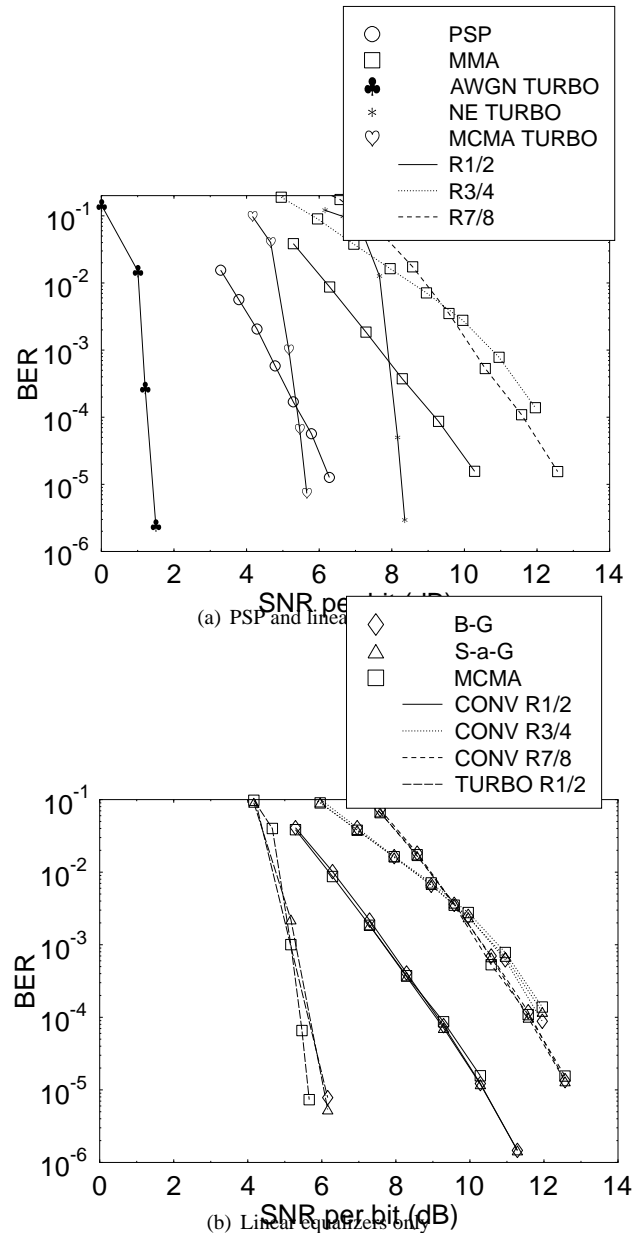 PSP
MMA
AWGN TURBO
NE TURBO
MCMA TURBO
R1/2
R3/4
R7/8
10-1
10-2
10-3
10-4
10-5
10-6
BER
0 2 4 6 8 10 12 14
SNR per bit (dB)
(a) PSP and linea
B-G
S-a-G
MCMA
CONV R1/2
CONV R3/4
CONV R7/8
TURBO R1/2
10-1
10-2
10-3
10-4
10-5
10-6
BER
0 2 4 6 8 10 12 14
SNR per bit (dB)
(b) Linear equalizers only